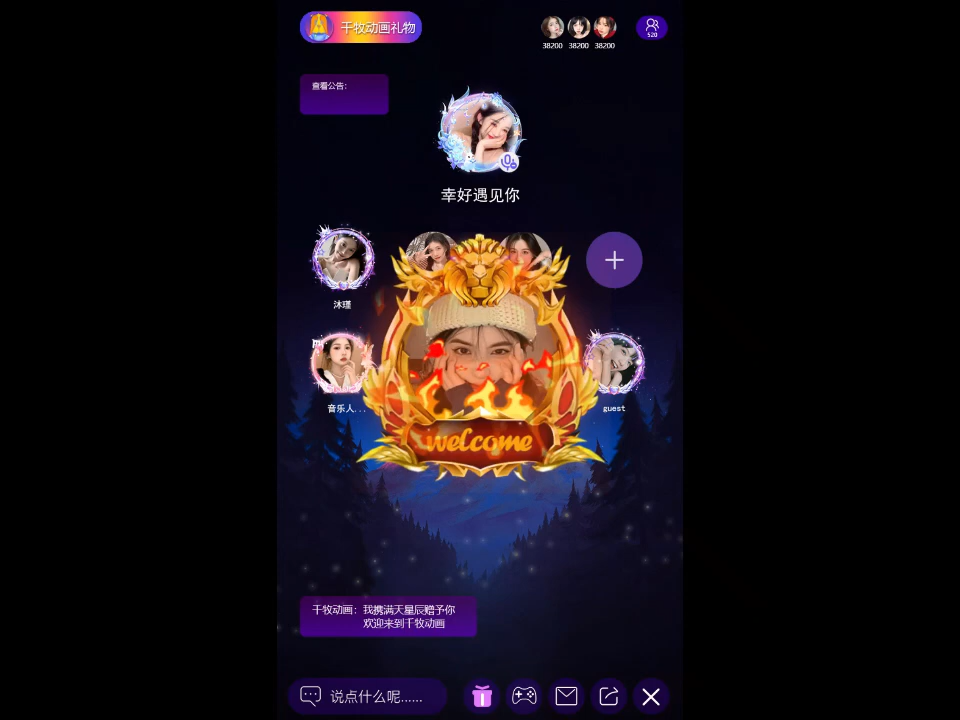 千牧动画礼物
38200 38200 38200
520
查看公告:
幸好遇见你
沐瑾
音乐人...
guest
welcome
千牧动画: 我携满天星辰赠予你
欢迎来到千牧动画
说点什么呢......